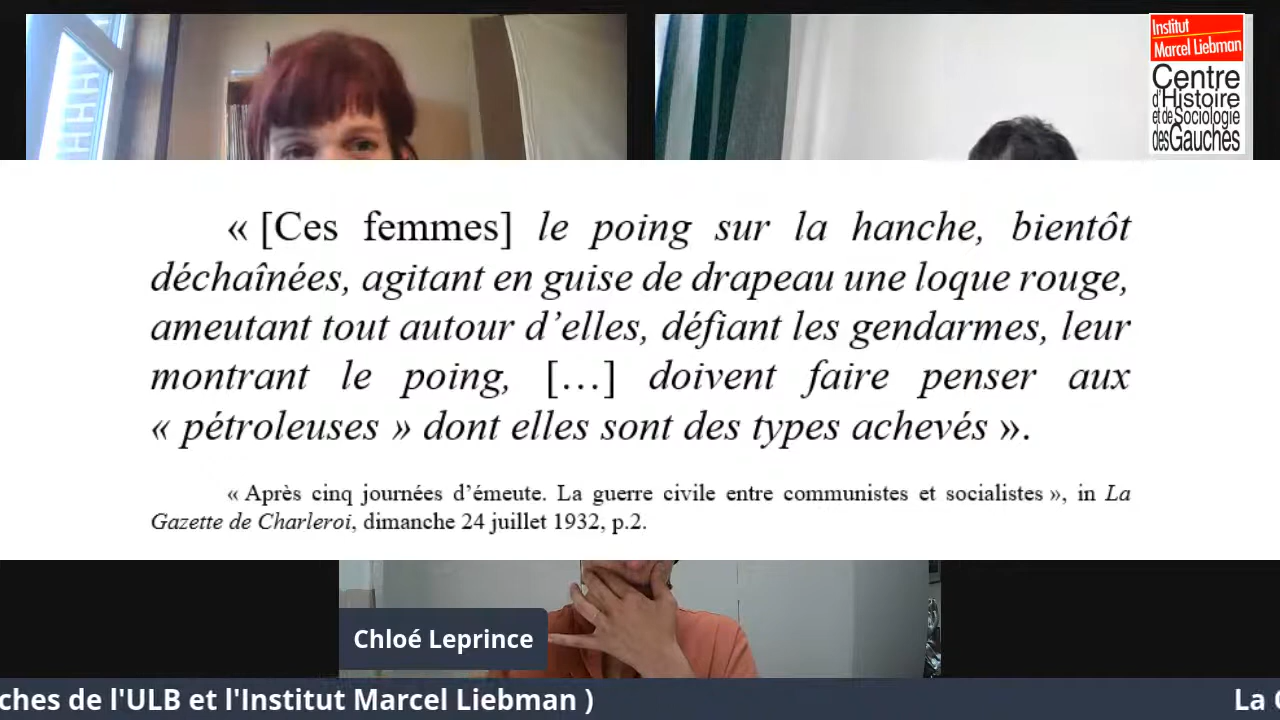 Institut
Marcel Liebman
Centre
d'Histoire
et de Sociologie
des Gauches
« [Ces femmes] le poing sur la hanche, bientôt
déchaînées, agitant en guise de drapeau une loque rouge,
ameutant tout autour d'elles, défiant les gendarmes, leur
montrant le poing, […] doivent faire penser aux
« pétroleuses » dont elles sont des types achevés ».
« Après cinq journées d'émeute. La guerre civile entre communistes et socialistes », in La
Gazette de Charleroi, dimanche 24 juillet 1932, p.2.
Chloé Leprince
ches de l'ULB et l'Institut Marcel Liebman ) La